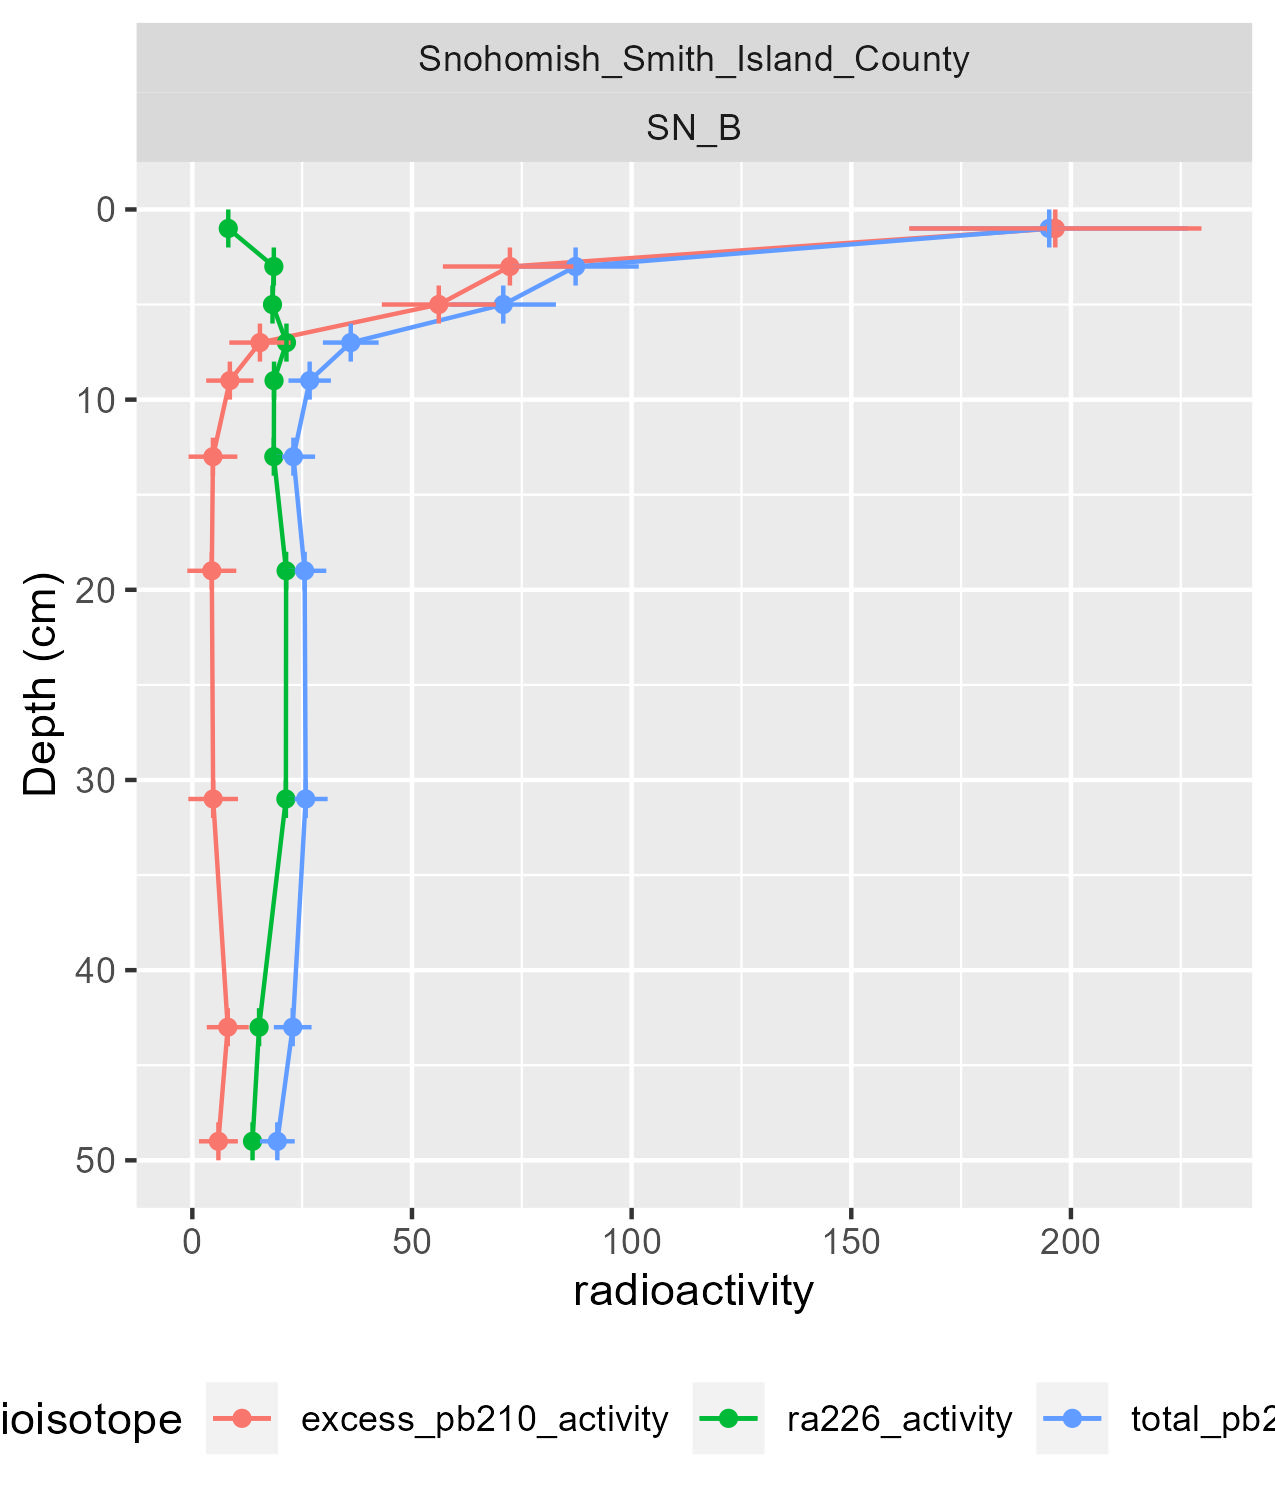 Snohomish_Smith_Island_County
SN_B
0
10
20
30
40
50
Depth (cm)
0 50 100 150 200
radioactivity
ioisotope excess_pb210_activity ra226_activity total_pb2